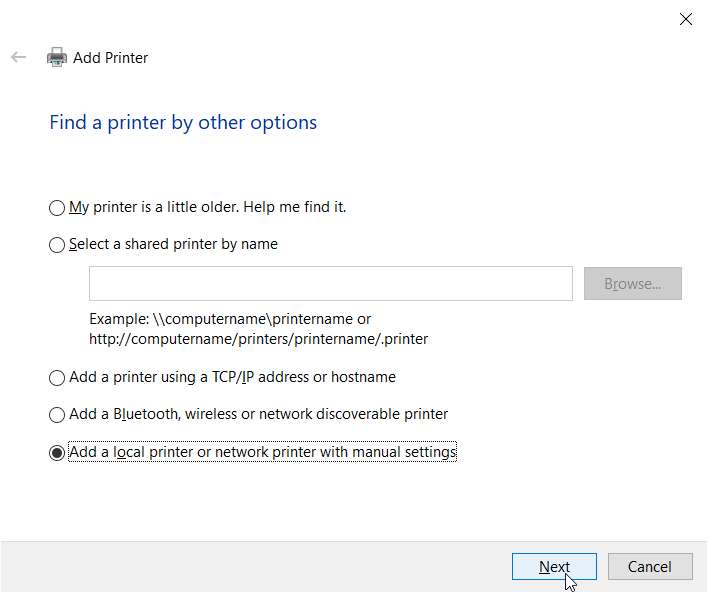 Add Printer
Find a printer by other options
My printer is a little older. Help me find it.
Select a shared printer by name
Browse...
Example: \\computername\printername or
http://computername/printers/printername/.printer
Add a printer using a TCP/IP address or hostname
Add a Bluetooth, wireless or network discoverable printer
Add a local printer or network printer with manual settings
Next
Cancel